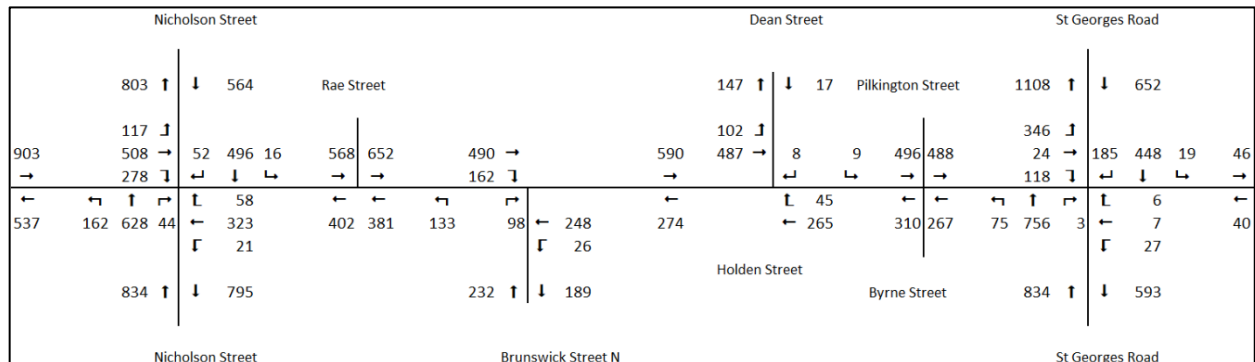 Nicholson Street Dean Street St Georges Road
803 ↑ ↓ 564 Rae Street 147 ↑ ↓ 17 Pilkington Street 1108 ↑ ↓ 652
117 ↥ 102 ↥ 346 ↥
903 508 → 52 496 16 568 652 490 → 590 487 → 8 9 496 488 24 → 185 448 19 46
→ 278 ↴ ↵ ↓ ↳ → → 162 ↴ → ↵ ↳ → → 118 ↴ ↵ ↓ ↳ →
← ↰ ↑ ↱ 58 ← ← ↰ ↱ ← 45 ← ← ↰ ↑ ↱ 6 ←
537 162 628 44 ← 323 402 381 133 98 ← 248 274 ← 265 310 267 75 756 3 ← 7 40
21 26 27
Holden Street
834 ↑ ↓ 795 232 ↑ ↓ 189 Byrne Street 834 ↑ ↓ 593
Nicholson Street Brunswick Street N St Georges Road